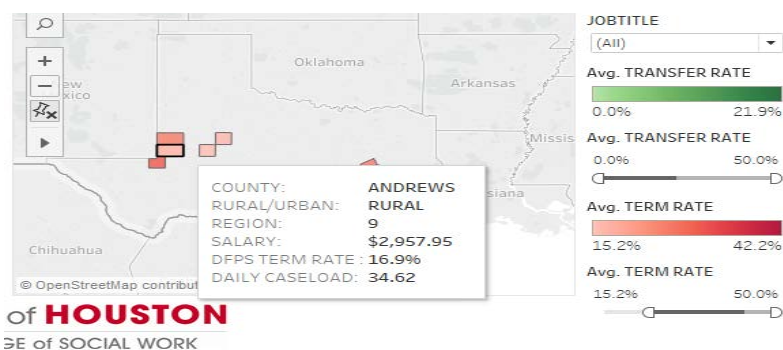 Oklahoma
ew
xico
Arkansas
Missis
siana
Chihuahua
© OpenStreetMap contribut
COUNTY: ANDREWS
RURAL/URBAN: RURAL
REGION: 9
SALARY: $2,957.95
DFPS TERM RATE : 16.9%
DAILY CASELOAD: 34.62
JOBTITLE
(All)
Avg. TRANSFER RATE
0.0% 21.9%
Avg. TRANSFER RATE
0.0% 50.0%
Avg. TERM RATE
15.2% 42.2%
Avg. TERM RATE
15.2% 50.0%
of HOUSTON
GE of SOCIAL WORK